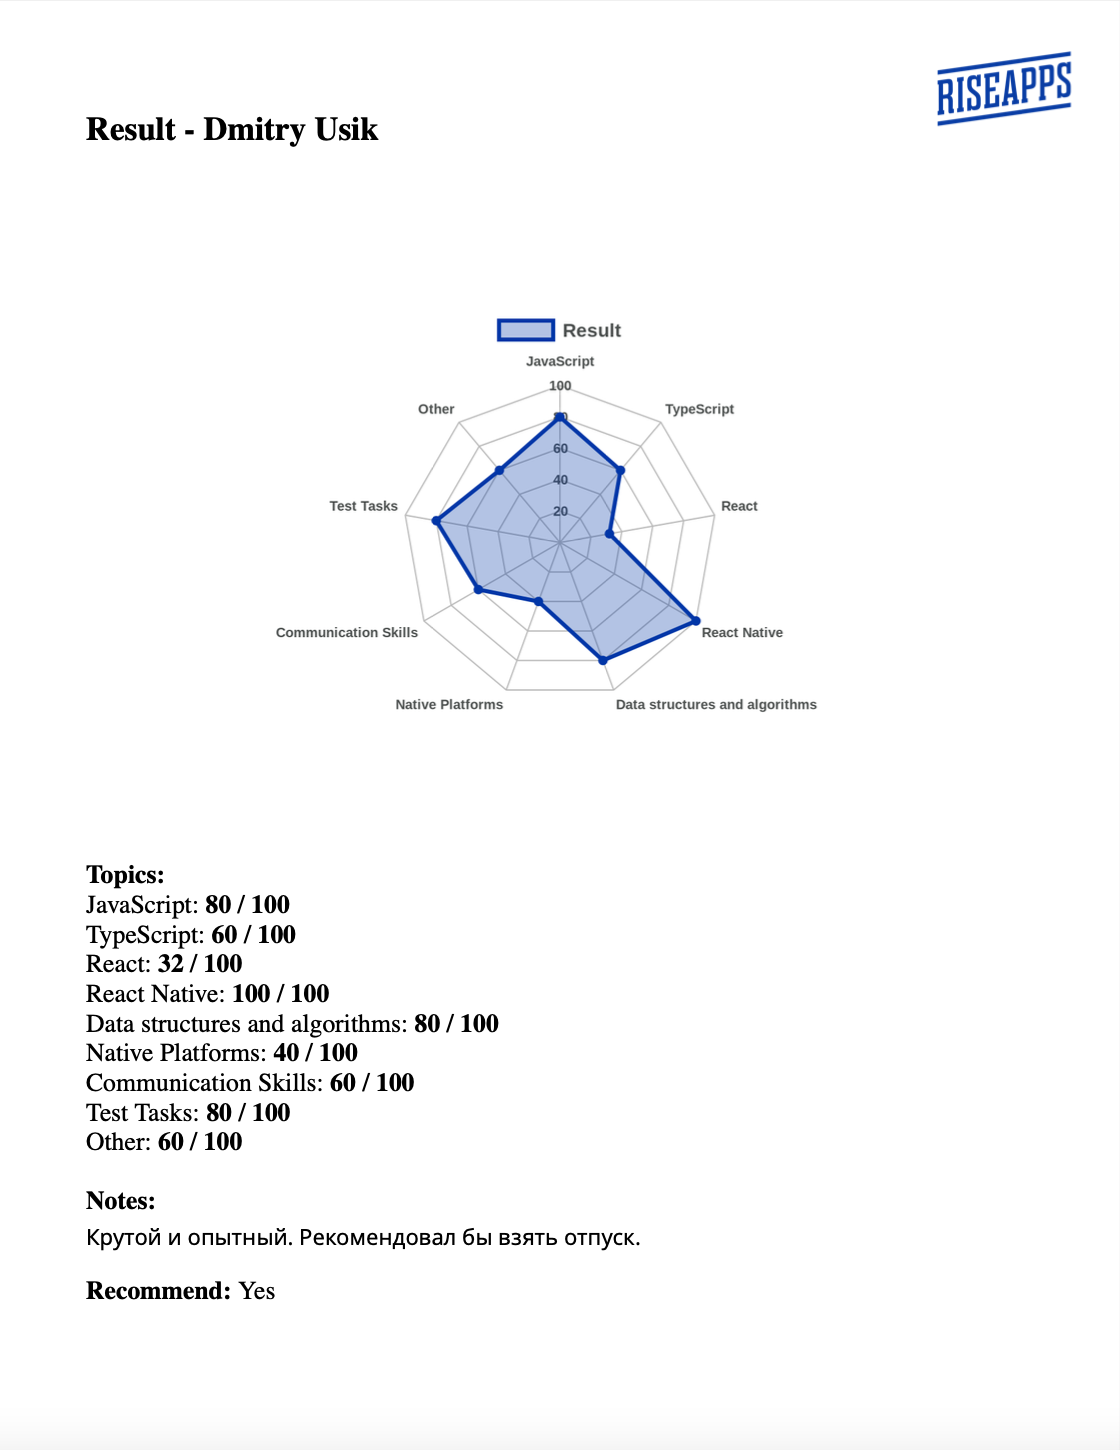 RISEAPPS
Result - Dmitry Usik
Result
JavaScript
100
Other
TypeScript
80
60
40
20
Test Tasks
React
Communication Skills
React Native
Native Platforms
Data structures and algorithms
Topics:
JavaScript: 80 / 100
TypeScript: 60 / 100
React: 32 / 100
React Native: 100 / 100
Data structures and algorithms: 80 / 100
Native Platforms: 40 / 100
Communication Skills: 60 / 100
Test Tasks: 80 / 100
Other: 60 / 100
Notes:
Крутой и опытный. Рекомендовал бы взять отпуск.
Recommend: Yes